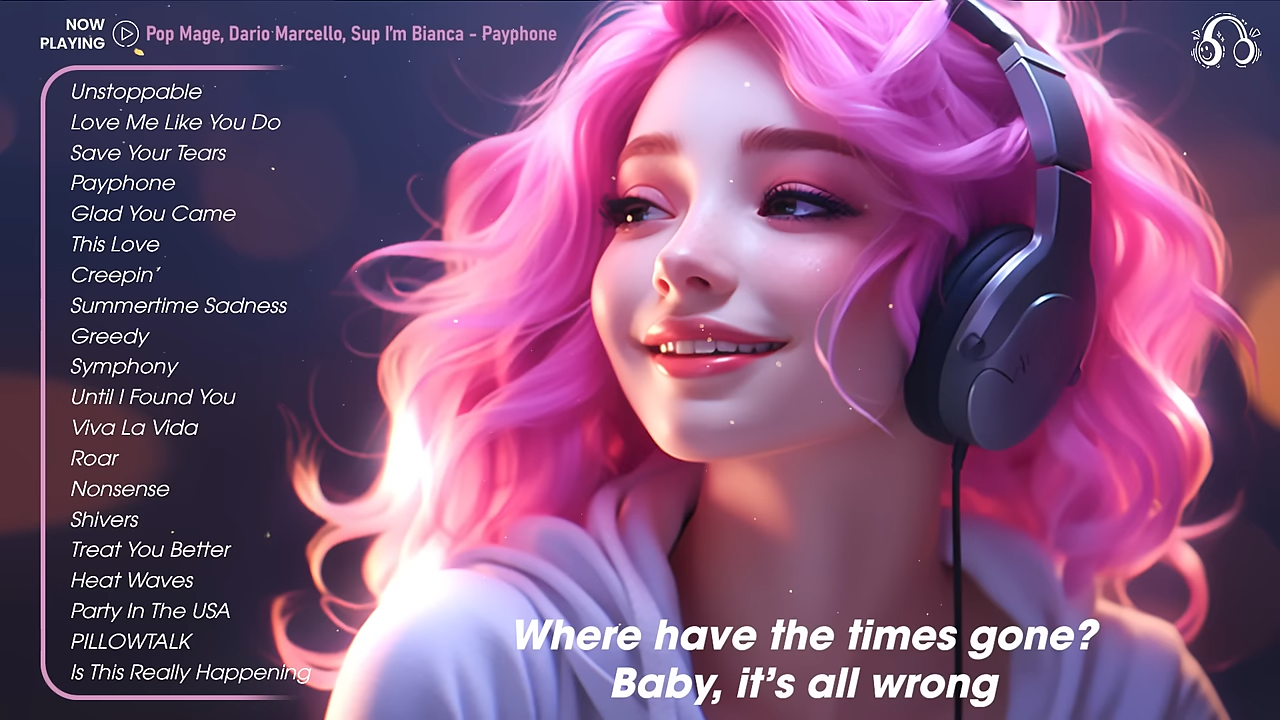 NOW
PLAYING
Pop Mage, Dario Marcello, Sup I'm Bianca - Payphone
Unstoppable
Love Me Like You Do
Save Your Tears
Payphone
Glad You Came
This Love
Creepin'
Summertime Sadness
Greedy
Symphony
Until I Found You
Viva La Vida
Roar
Nonsense
Shivers
Treat You Better
Heat Waves
Party In The USA
PILLOWTALK
Is This Really Happening
Where have the times gone?
Baby, it's all wrong